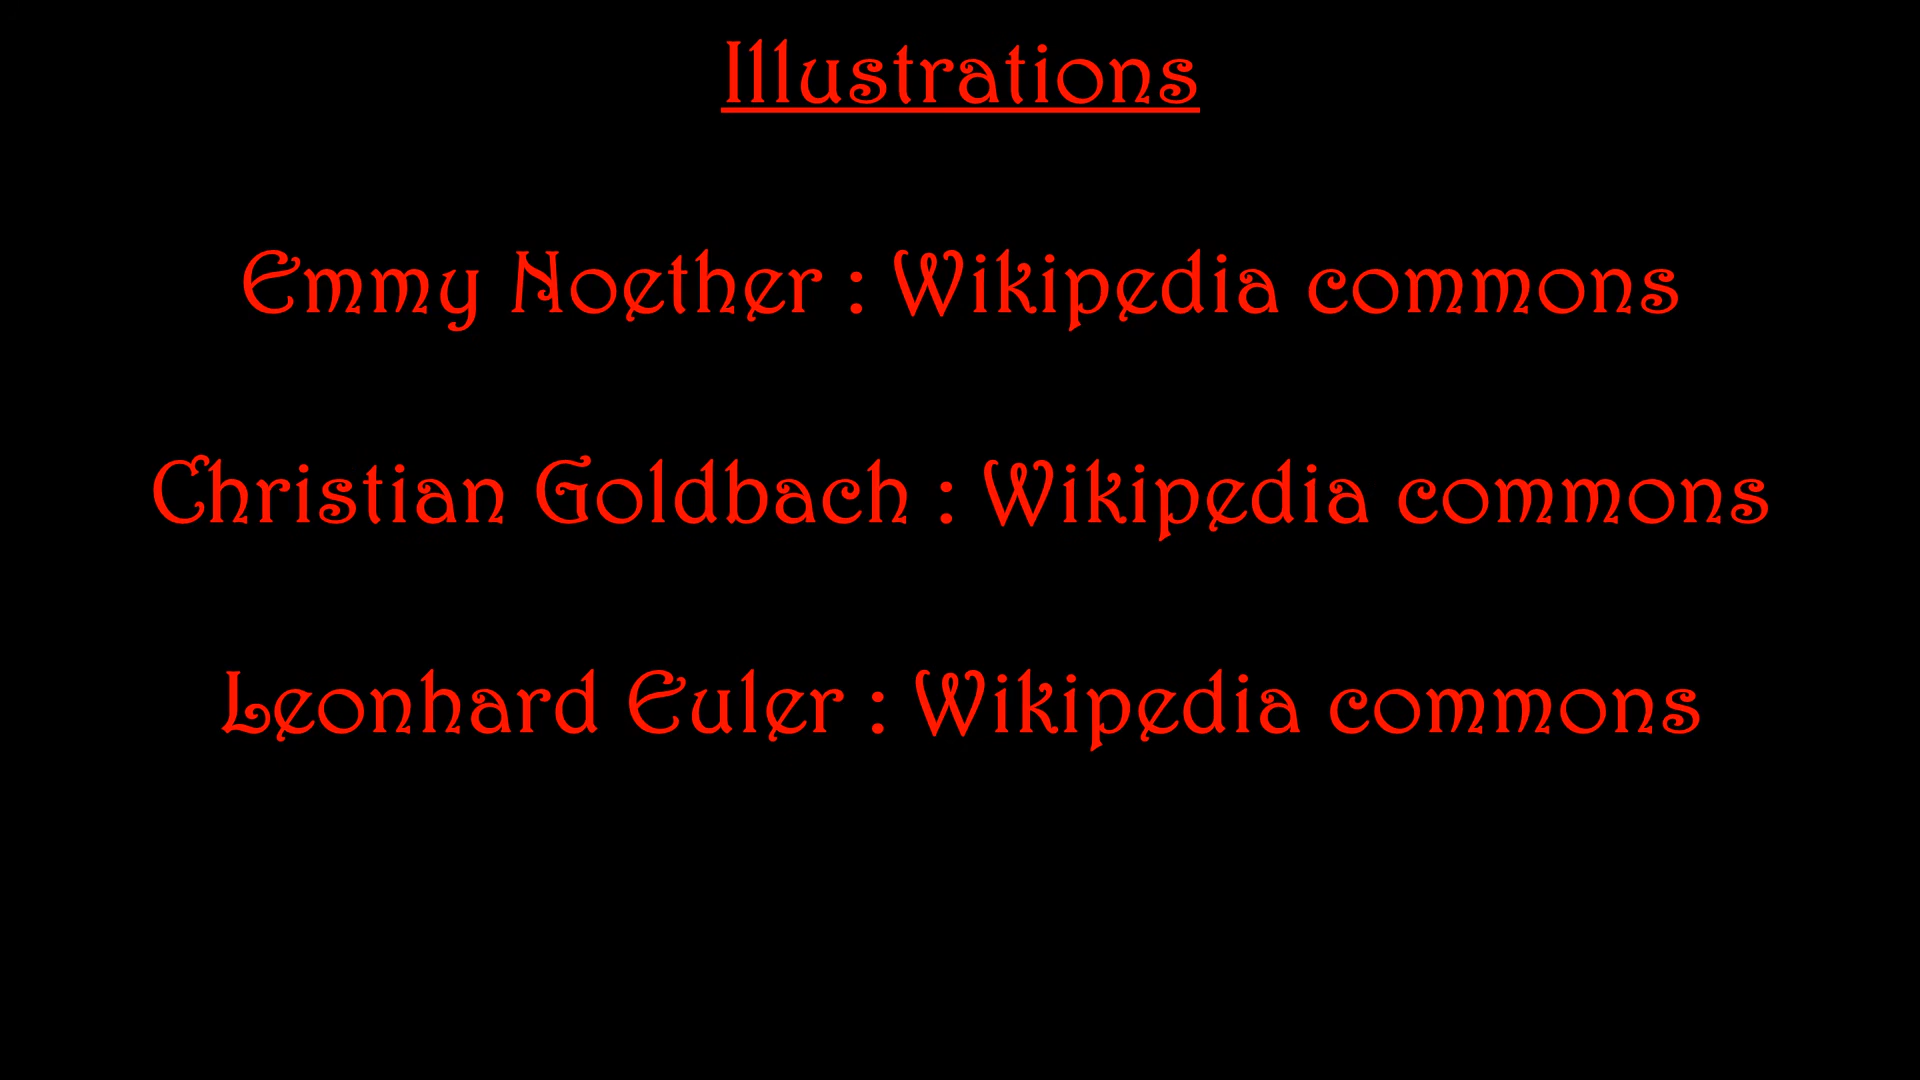 Illustrations
Emmy Noether : Wikipedia commons
Christian Goldbach : Wikipedia commons
Leonhard Euler : Wikipedia commons